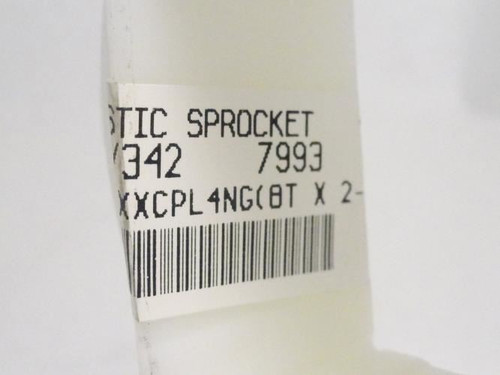 STIC SPROCKET
/342 7993
XXCPL4NG(8T X 2-